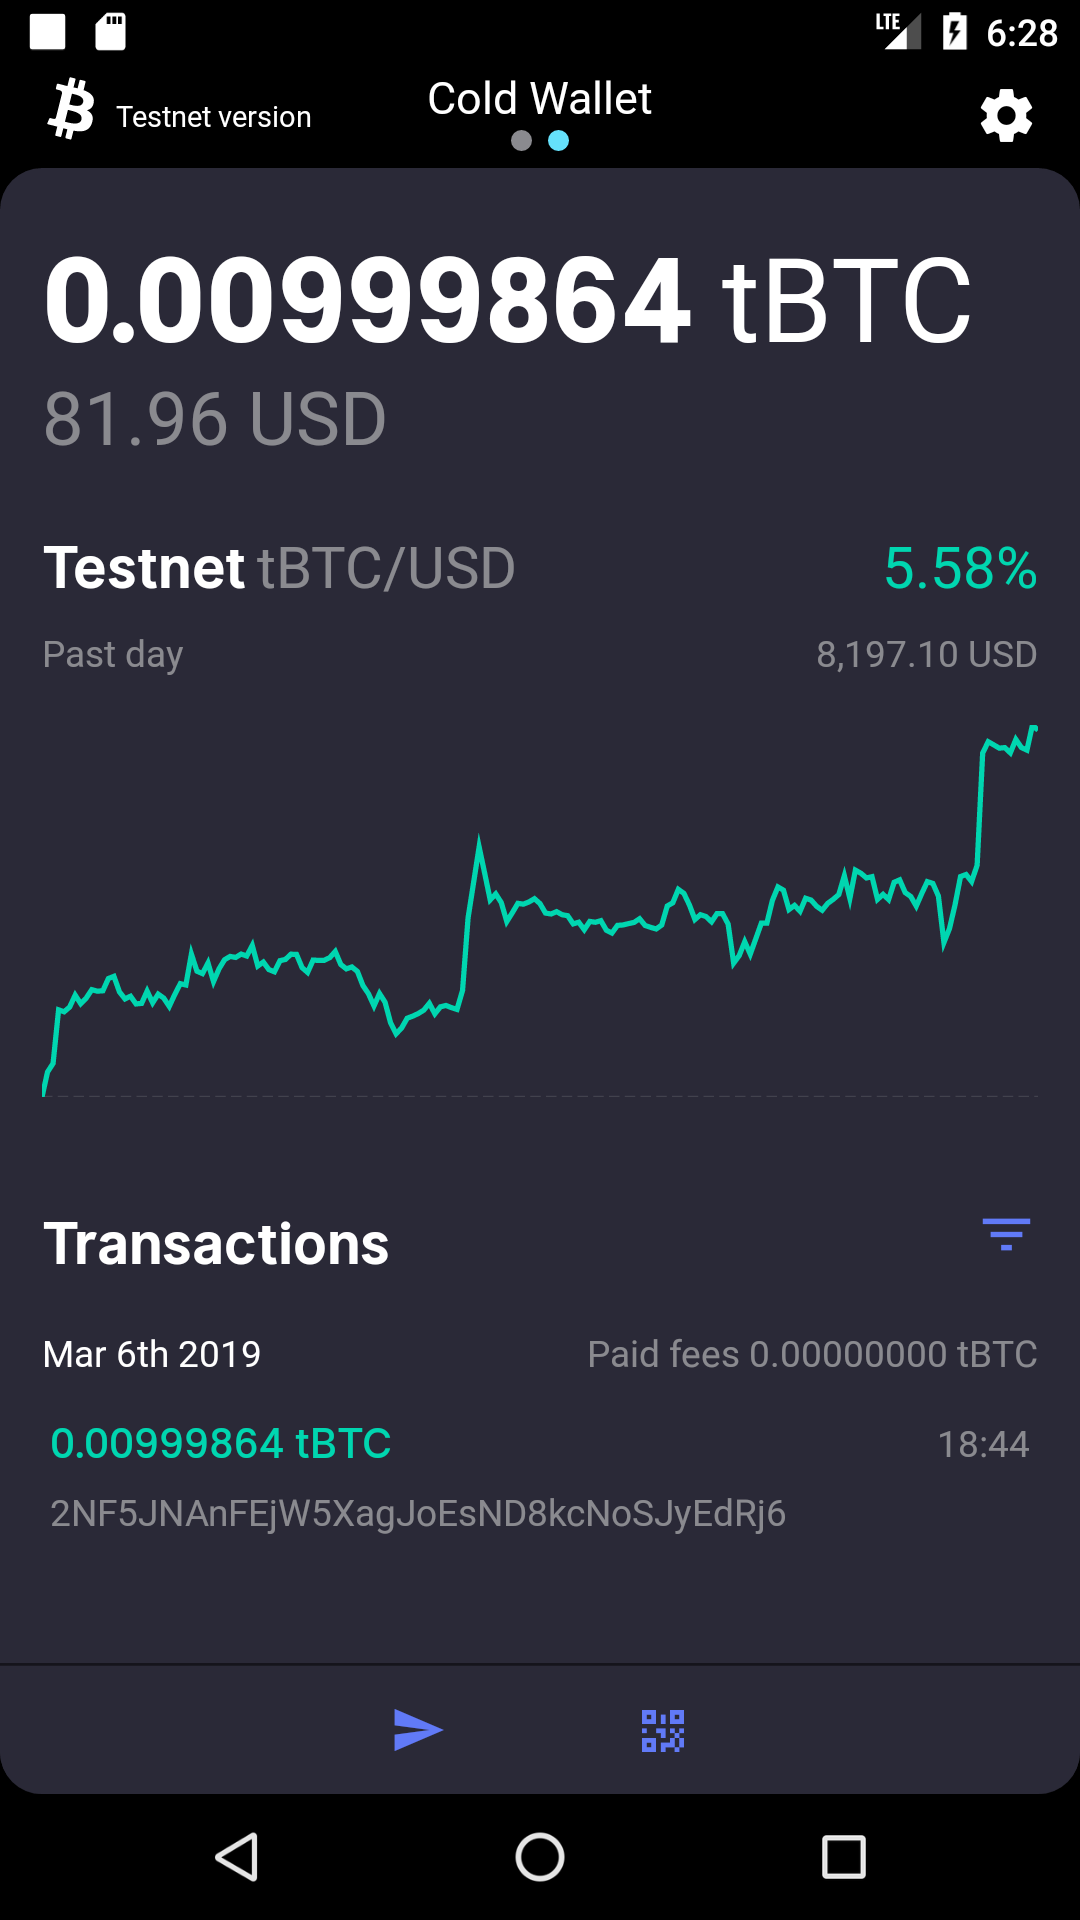 LTE 6:28
Testnet version
Cold Wallet
0.00999864 tBTC
81.96 USD
Testnet tBTC/USD 5.58%
Past day 8,197.10 USD
Transactions
Mar 6th 2019 Paid fees 0.00000000 tBTC
0.00999864 tBTC 18:44
2NF5JNAnFEjW5XagJoEsND8kcNoSJyEdRj6